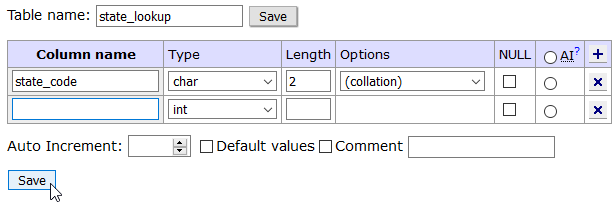 Table name: state_lookup Save
Column name Type Length Options NULL AI? +
state_code char 2 (collation) x
int x
Auto Increment: Default values Comment
Save